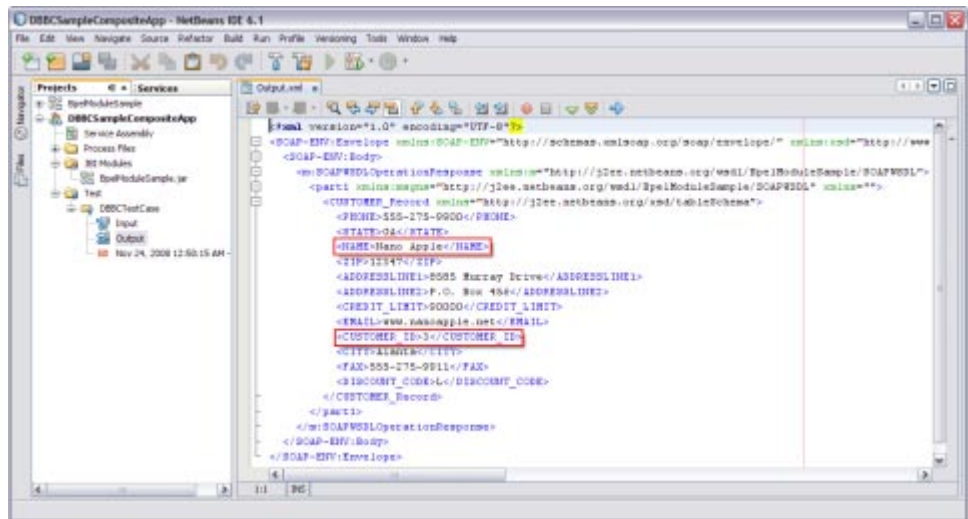 DBBCSampleCompositeApp - NetBeans IDE 6.1
File Edit View Navigate Source Refactor Build Run Profile Versioning Tools Window Help
Projects Services
Output.xml
Navigator
Files
BpelModuleSample
DBBCSampleCompositeApp
Service Assembly
Process Files
JBI Modules
BpelModuleSample.jar
Test
DBBCTestCase
Input
Output
Nov 24, 2008 12:50:15 AM -
<?xml version="1.0" encoding="UTF-8"?>
<SOAP-ENV:Envelope xmlns:SOAP-ENV="http://schemas.xmlsoap.org/soap/envelope/" xmlns:xsd="http://www
<SOAP-ENV:Body>
<m:SOAPWSDLOperationResponse xmlns:m="http://j2ee.netbeans.org/wsdl/BpelModuleSample/SOAPWSDL">
<part1 xmlns:msgns="http://j2ee.netbeans.org/wsdl/BpelModuleSample/SOAPWSDL" xmlns="">
<CUSTOMER_Record xmlns="http://j2ee.netbeans.org/xsd/tableSchema">
<PHONE>555-275-9900</PHONE>
<STATE>GA</STATE>
<NAME>Nano Apple</NAME>
<ZIP>12347</ZIP>
<ADDRESSLINE1>8585 Murray Drive</ADDRESSLINE1>
<ADDRESSLINE2>P.O. Box 456</ADDRESSLINE2>
<CREDIT_LIMIT>90000</CREDIT_LIMIT>
<EMAIL>www.nanoapple.net</EMAIL>
<CUSTOMER_ID>3</CUSTOMER_ID>
<CITY>Alanta</CITY>
<FAX>555-275-9911</FAX>
<DISCOUNT_CODE>L</DISCOUNT_CODE>
</CUSTOMER_Record>
</part1>
</m:SOAPWSDLOperationResponse>
</SOAP-ENV:Body>
</SOAP-ENV:Envelope>
1:1 INS